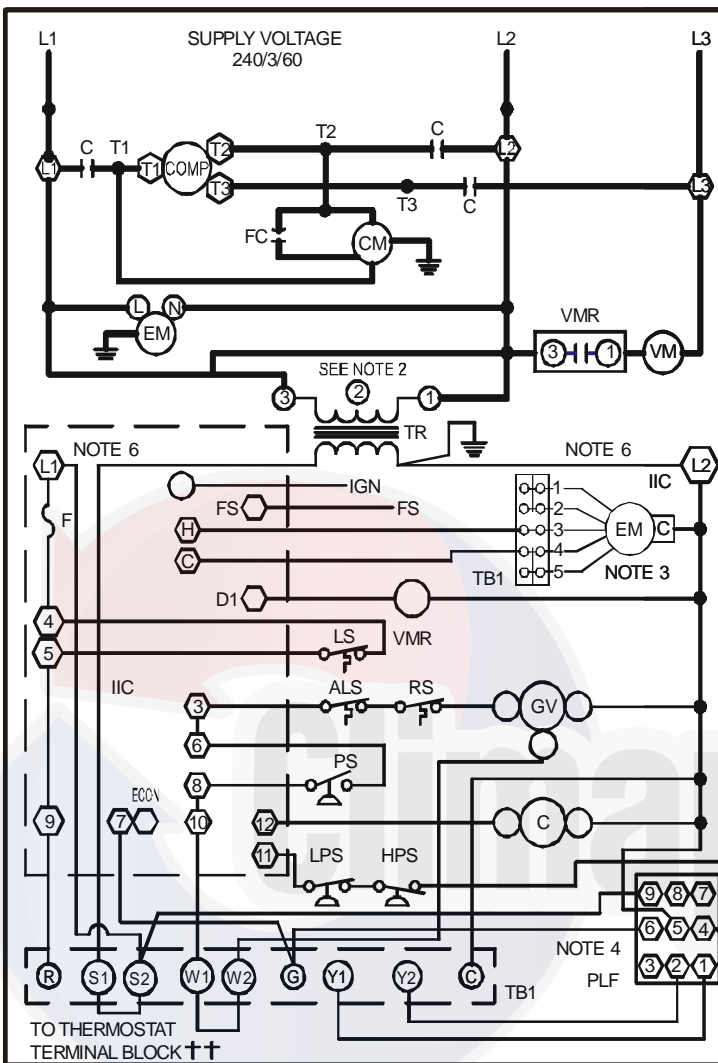 L1 SUPPLY VOLTAGE L2 L3
240/3/60
C T1 T2 T2 C
L1 T1 COMP L2
T3 T3 C L3
FC CM
L N VMR
EM 3 1 VM
SEE NOTE 2
3 2 1
TR
NOTE 6 NOTE 6
L1 L2
IGN IIC
F FS FS 1
2
H 3 EM C
C 4
TB1 5 NOTE 3
D1
4 LS VMR
5
IIC ALS RS
3 GV
6 PS
8
ECON
9 7 10 12 C
11 LPS HPS
9 8 7
6 5 4
NOTE 4
3 2 1
PLF
R S1 S2 W1 W2 G Y1 Y2 C
TB1
TO THERMOSTAT
TERMINAL BLOCK ††
Clima